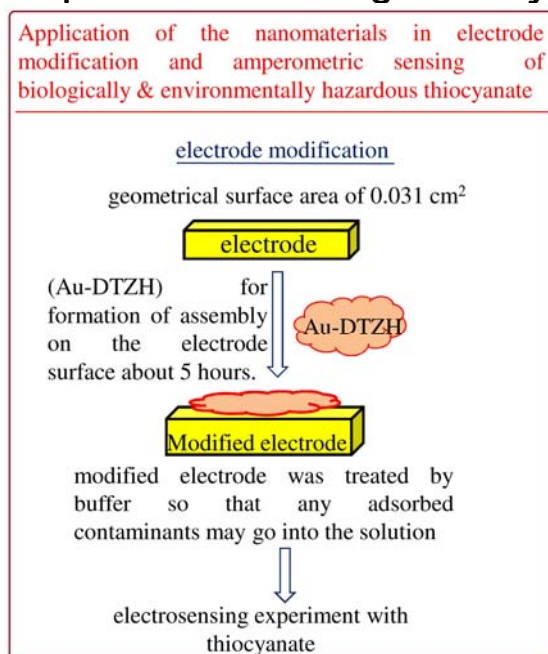 Application of the nanomaterials in electrode
modification and amperometric sensing of
biologically & environmentally hazardous thiocyanate
electrode modification
geometrical surface area of 0.031 cm²
electrode
(Au-DTZH) for
formation of assembly
on the electrode
surface about 5 hours.
Au-DTZH
Modified electrode
modified electrode was treated by
buffer so that any adsorbed
contaminants may go into the solution
electrosensing experiment with
thiocyanate